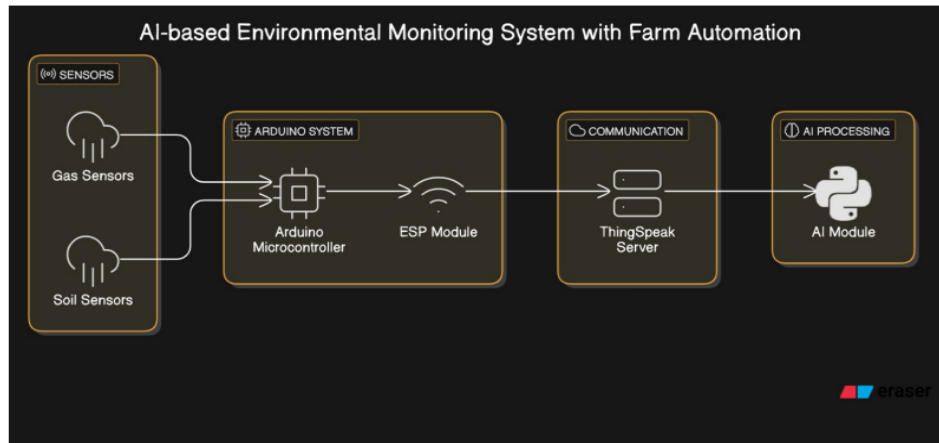 AI-based Environmental Monitoring System with Farm Automation
SENSORS
Gas Sensors
Soil Sensors
ARDUINO SYSTEM
Arduino
Microcontroller
ESP Module
COMMUNICATION
ThingSpeak
Server
AI PROCESSING
AI Module
eraser